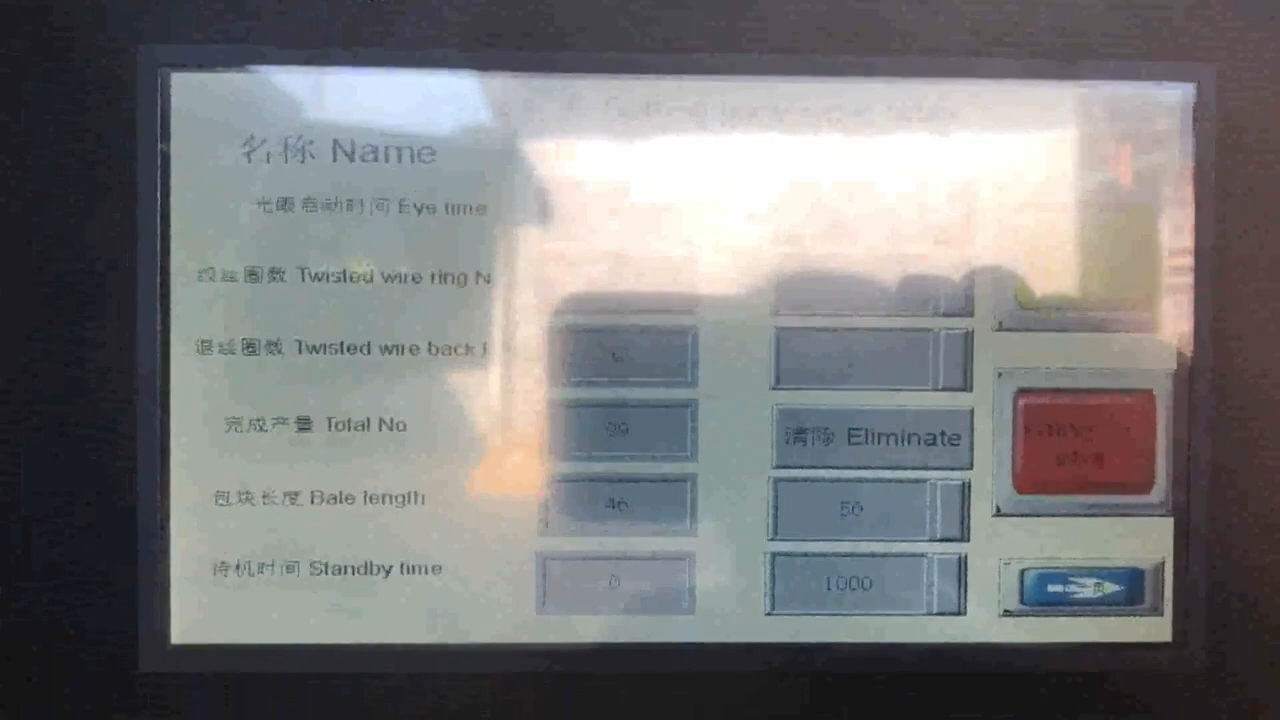 名称 Name
光眼启动时间 Eye time
绞丝圈数 Twisted wire ring N
退丝圈数 Twisted wire back
完成产量 Total No
99
清除 Eliminate
包块长度 Bale length
46
50
待机时间 Standby time
0
1000